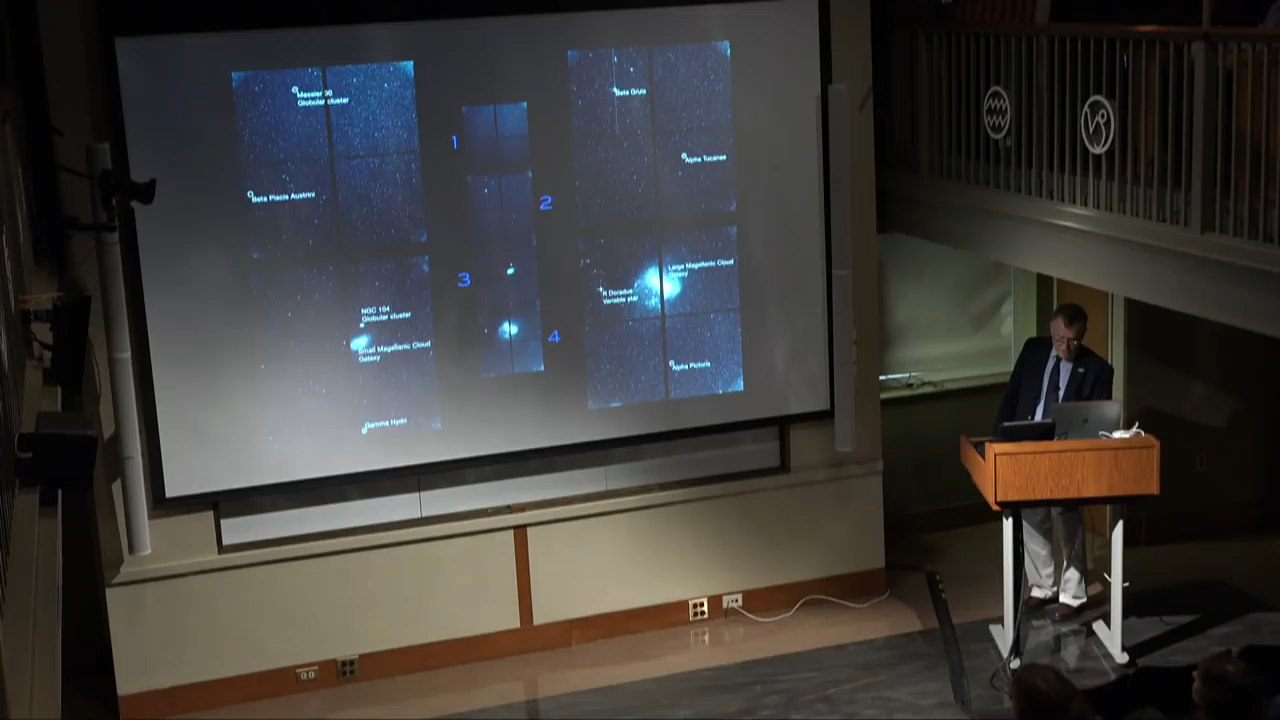 Messier 30
Globular cluster
Beta Piscis Austrini
NGC 104
Globular cluster
Small Magellanic Cloud
Galaxy
Gamma Hydri
1
2
3
4
Beta Gruis
Alpha Tucanae
Large Magellanic Cloud
Galaxy
R Doradus
Variable star
Alpha Pictoris